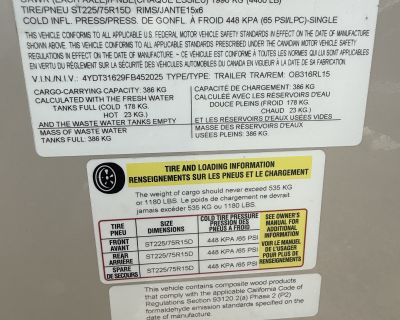 GAWR (EACH AXLE)/PNBE(CHAQUE ESSIEU) 1996 KG (4400 LB)
TIRE/PNEU ST225/75R15D RIMS/JANTE15x6
COLD INFL. PRESS/PRESS. DE GONFL. À FROID 448 KPA (65 PSI/LPC)-SINGLE
THIS VEHICLE CONFORMS TO ALL APPLICABLE U.S. FEDERAL MOTOR VEHICLE SAFETY STANDARDS IN EFFECT ON THE DATE OF MANUFACTURE
SHOWN ABOVE. THIS VEHICLE CONFORMS TO ALL APPLICABLE STANDARDS PRESCRIBED UNDER THE CANADIAN MOTOR VEHICLE SAFETY
REGULATIONS IN EFFECT ON THE DATE OF MANUFACTURE - CE VÉHICULE EST CONFORME À TOUTES LES NORMES QUI LUI SONT APPLICABLES
EN VERTU DU RÈGLEMENT SUR LA SÉCURITÉ DES VÉHICULES AUTOMOBILES DU CANADA EN VIGUEUR À LA DATE DE SA FABRICATION.
V.I.N./N.I.V.: 4YDT31629FB452025 TYPE/TYPE: TRAILER TRA/REM: OB316RL15
CARGO-CARRYING CAPACITY: 386 KG
CALCULATED WITH THE FRESH WATER
TANKS FULL (COLD 178 KG.
HOT 23 KG.)
AND THE WASTE WATER TANKS EMPTY
MASS OF WASTE WATER
TANKS FULL: 386 KG
CAPACITÉ DE CHARGEMENT: 386 KG
CALCULÉE AVEC LES RÉSERVOIRS D'EAU
DOUCE PLEINS (FROID 178 KG.
CHAUD 23 KG.)
ET LES RÉSERVOIRS D'EAU USÉES VIDES
MASSE DES RÉSERVOIRS D'EAU
USÉES PLEINS: 386 KG.
TIRE AND LOADING INFORMATION
RENSEIGNEMENTS SUR LES PNEUS ET LE CHARGEMENT
The weight of cargo should never exceed 535 KG
or 1180 LBS. Le poids de chargement ne devrait
jamais excéder 535 KG or 1180 LBS.
TIRE
PNEU
SIZE
DIMENSIONS
COLD TIRE PRESSURE
PRESSION DES
PNEUS À FROID
SEE OWNER'S
MANUAL FOR
ADDITIONAL
INFORMATION
VOIR LE MANUEL
DE L'USAGER
POUR PLUS DE
RENSEIGNEMENTS
FRONT
AVANT
ST225/75R15D
448 KPA /65 PSI
REAR
ARRIÈRE
ST225/75R15D
448 KPA /65 PSI
SPARE
DE SECOURS
ST225/75R15D
448 KPA /65 PSI
This vehicle contains composite wood products
that comply with the applicable California Code of
Regulations Section 93120.2(a) Phase 2 (P2)
formaldehyde emission standards specified on the
date of manufacture.